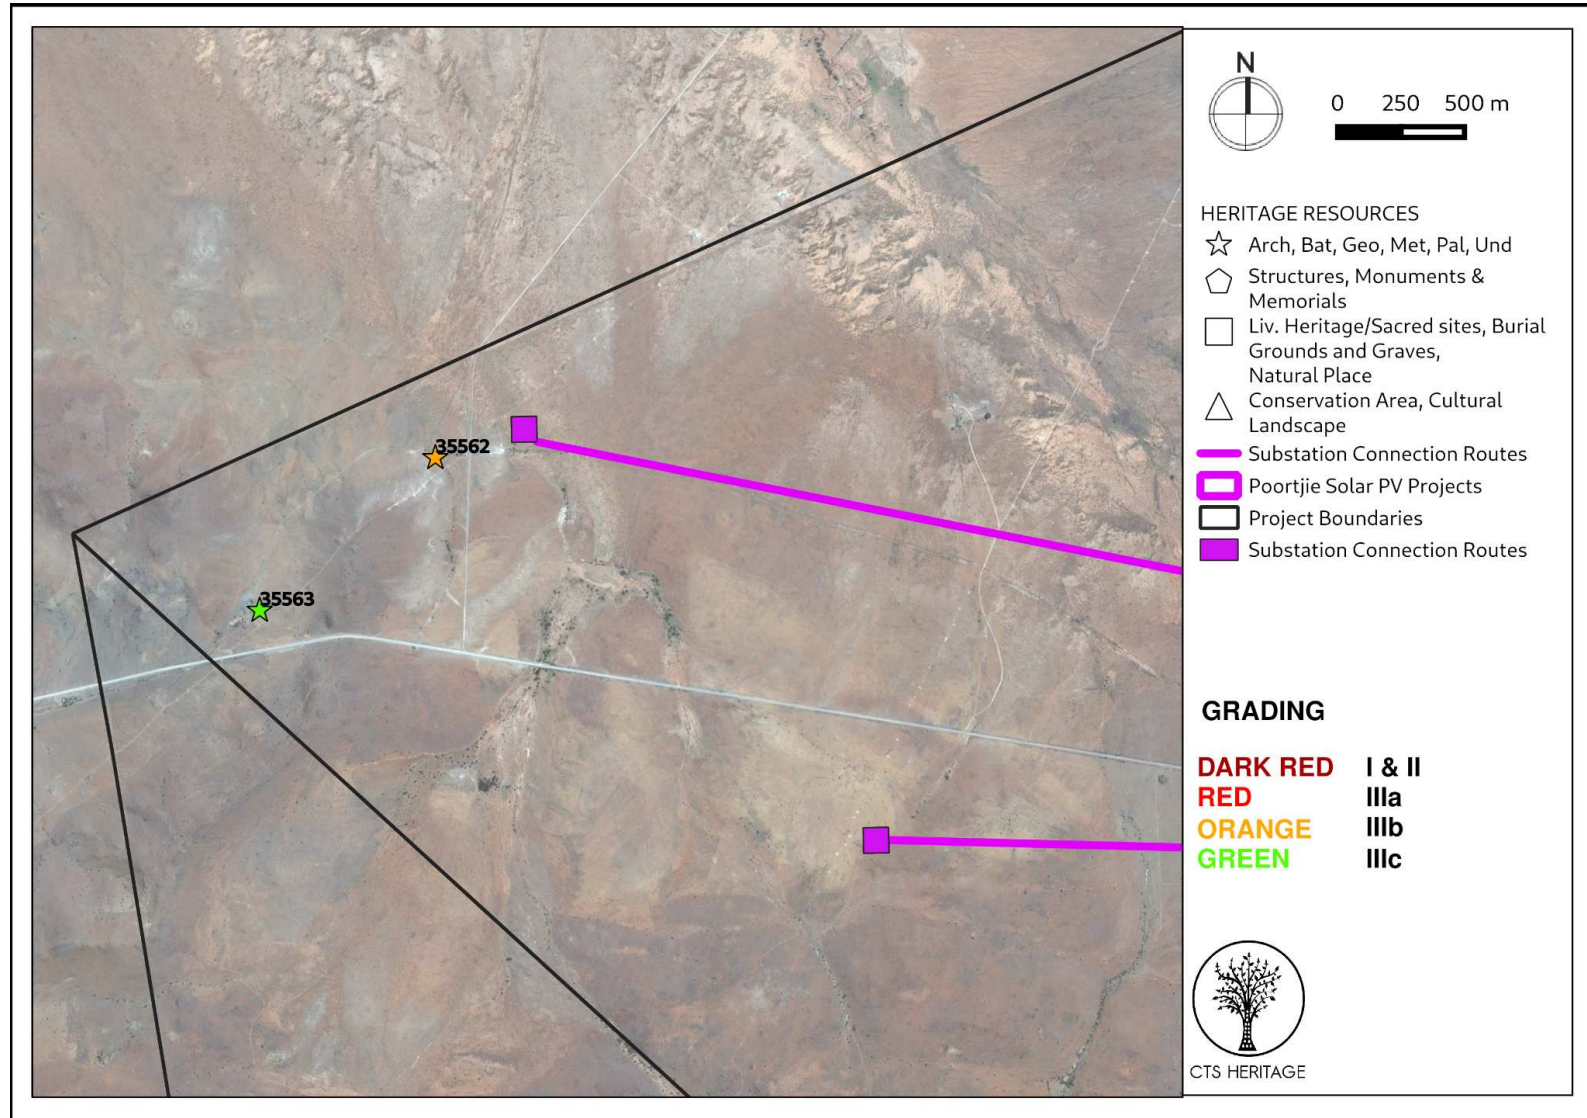 N
0 250 500 m
HERITAGE RESOURCES
Arch, Bat, Geo, Met, Pal, Und
Structures, Monuments &
Memorials
Liv. Heritage/Sacred sites, Burial
Grounds and Graves,
Natural Place
Conservation Area, Cultural
Landscape
Substation Connection Routes
Poortjie Solar PV Projects
Project Boundaries
Substation Connection Routes
35562
35563
GRADING
DARK RED I & II
RED IIIa
ORANGE IIIb
GREEN IIIc
CTS HERITAGE